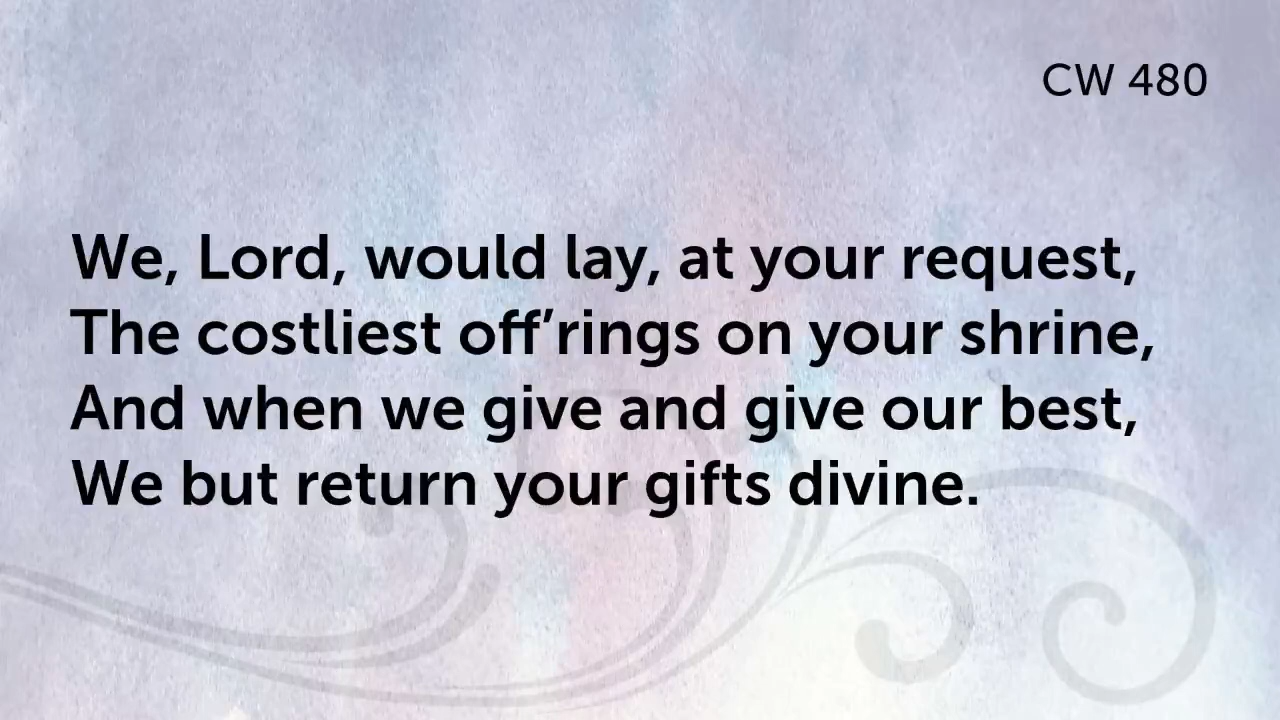 CW 480
We, Lord, would lay, at your request,
The costliest off’rings on your shrine,
And when we give and give our best,
We but return your gifts divine.